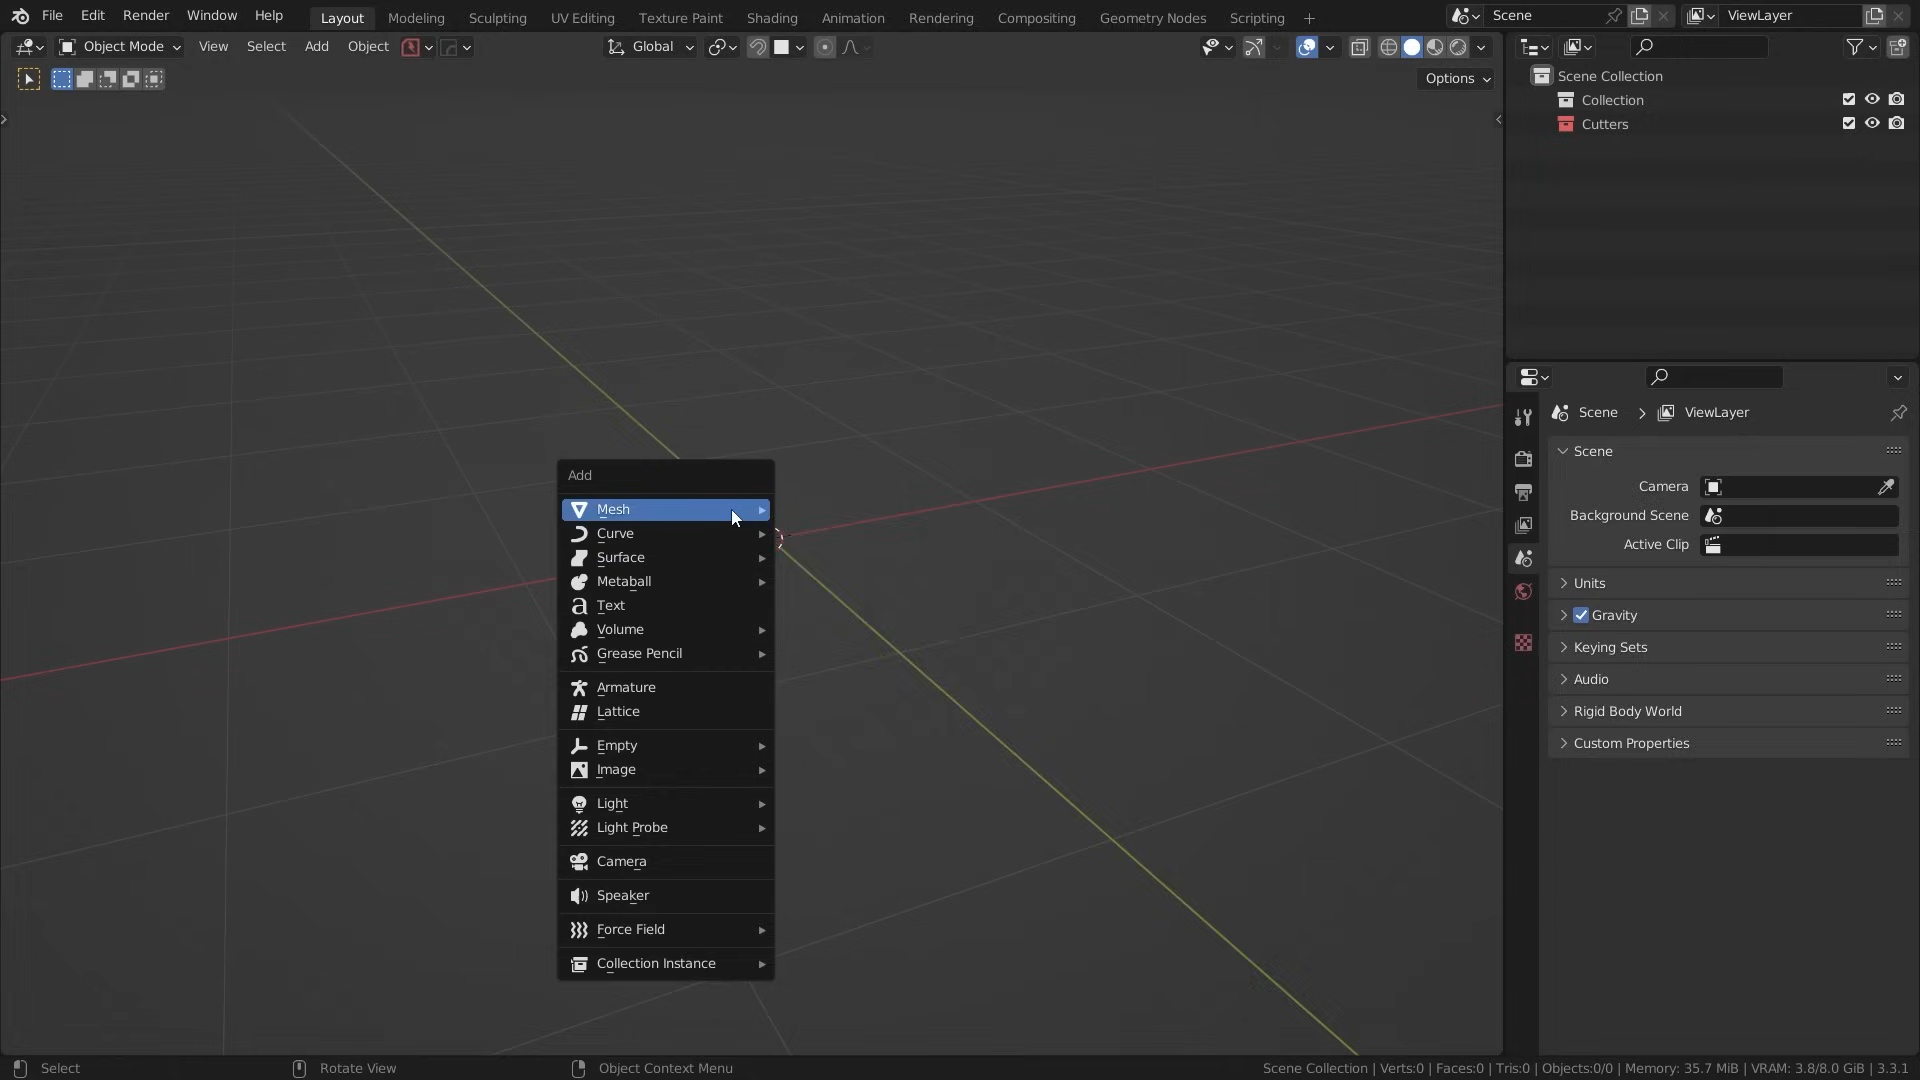 File Edit Render Window Help Layout Modeling Sculpting UV Editing Texture Paint Shading Animation Rendering Compositing Geometry Nodes Scripting + Scene ViewLayer
Object Mode View Select Add Object Global
Options
Scene Collection
Collection
Cutters
Scene > ViewLayer
Scene
Camera
Background Scene
Active Clip
Units
Gravity
Keying Sets
Audio
Rigid Body World
Custom Properties
Add
Mesh
Curve
Surface
Metaball
Text
Volume
Grease Pencil
Armature
Lattice
Empty
Image
Light
Light Probe
Camera
Speaker
Force Field
Collection Instance
Select Rotate View Object Context Menu Scene Collection | Verts:0 | Faces:0 | Tris:0 | Objects:0/0 | Memory: 35.7 MiB | VRAM: 3.8/8.0 GiB | 3.3.1